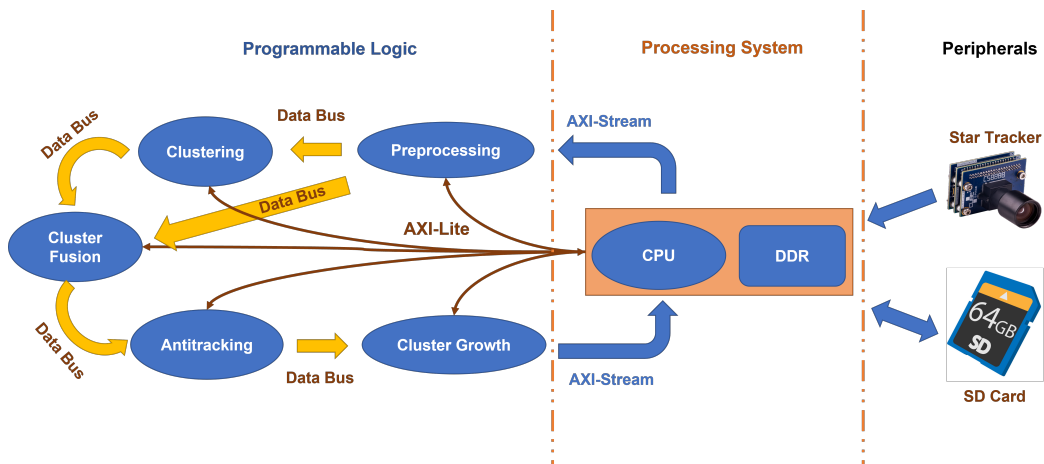 Programmable Logic
Processing System
Peripherals
Data Bus
Data Bus
AXI-Stream
Clustering
Preprocessing
Star Tracker
Data Bus
AXI-Lite
Cluster
Fusion
CPU
DDR
64GB
SD
Data Bus
Antitracking
Cluster Growth
Data Bus
AXI-Stream
SD Card